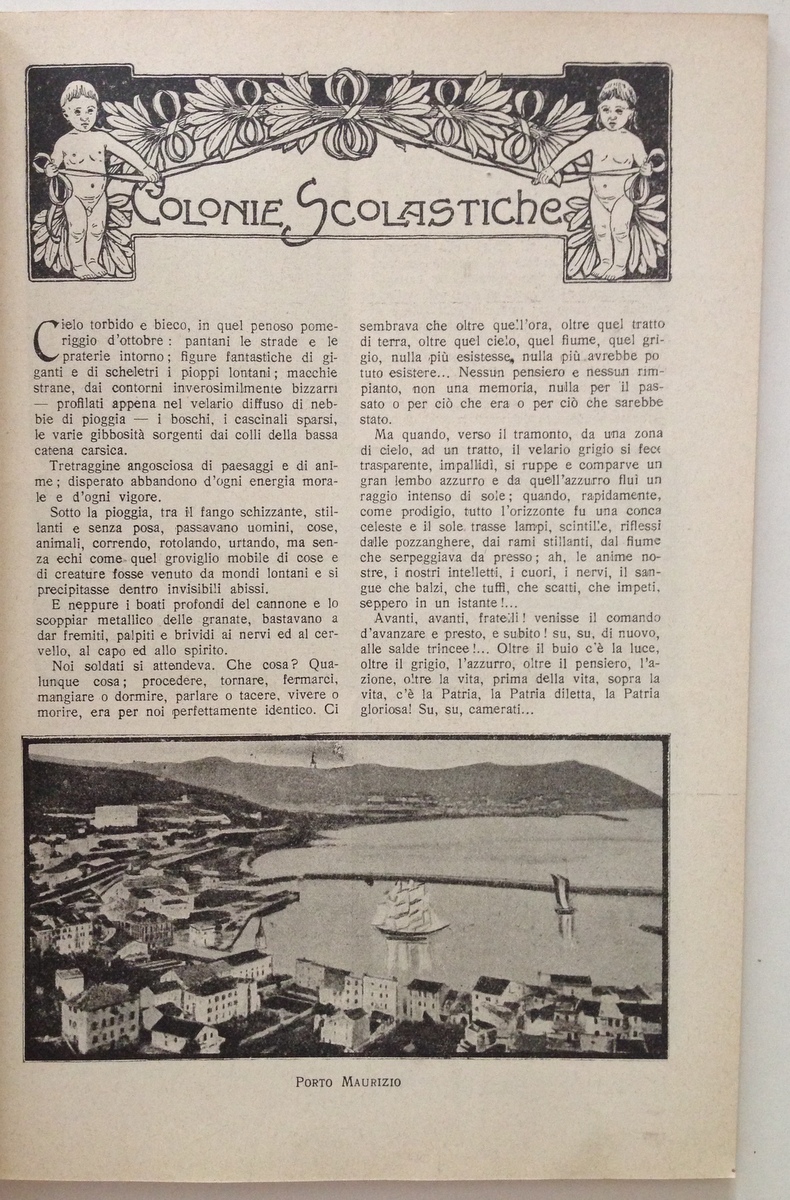 COLONIE SCOLASTICHE
Cielo torbido e bieco, in quel penoso pome-
riggio d'ottobre : pantani le strade e le
praterie intorno ; figure fantastiche di gi-
ganti e di scheletri i pioppi lontani ; macchie
strane, dai contorni inverosimilmente bizzarri
— profilati appena nel velario diffuso di neb-
bie di pioggia — i boschi, i cascinali sparsi,
le varie gibbosità sorgenti dai colli della bassa
catena carsica.
Tretraggine angosciosa di paesaggi e di ani-
me ; disperato abbandono d'ogni energia mora-
le e d'ogni vigore.
Sotto la pioggia, tra il fango schizzante, stil-
lanti e senza posa, passavano uomini, cose,
animali, correndo, rotolando, urtando, ma sen-
za echi come quel groviglio mobile di cose e
di creature fosse venuto da mondi lontani e si
precipitasse dentro invisibili abissi.
E neppure i boati profondi del cannone e lo
scoppiar metallico delle granate, bastavano a
dar fremiti, palpiti e brividi ai nervi ed al cer-
vello, al capo ed allo spirito.
Noi soldati si attendeva. Che cosa? Qua-
lunque cosa ; procedere, tornare, fermarci,
mangiare o dormire, parlare o tacere, vivere o
morire, era per noi perfettamente identico. Ci
sembrava che oltre quell'ora, oltre quel tratto
di terra, oltre quel cielo, quel fiume, quel gri-
gio, nulla più esistesse, nulla più avrebbe po
tuto esistere... Nessun pensiero e nessun rim-
pianto, non una memoria, nulla per il pas-
sato o per ciò che era o per ciò che sarebbe
stato.
Ma quando, verso il tramonto, da una zona
di cielo, ad un tratto, il velario grigio si fece
trasparente, impallidì, si ruppe e comparve un
gran lembo azzurro e da quell'azzurro fluì un
raggio intenso di sole ; quando, rapidamente,
come prodigio, tutto l'orizzonte fu una conca
celeste e il sole trasse lampi, scintille, riflessi
dalle pozzanghere, dai rami stillanti, dal fiume
che serpeggiava da presso ; ah, le anime no-
stre, i nostri intelletti, i cuori, i nervi, il san-
gue che balzi, che tuffi, che scatti, che impeti,
seppero in un istante !...
Avanti, avanti, fratelli ! venisse il comando
d'avanzare e presto, e subito ! su, su, di nuovo,
alle salde trincee !... Oltre il buio c'è la luce,
oltre il grigio, l'azzurro, oltre il pensiero, l'a-
zione, oltre la vita, prima della vita, sopra la
vita, c'è la Patria, la Patria diletta, la Patria
gloriosa! Su, su, camerati...
PORTO MAURIZIO